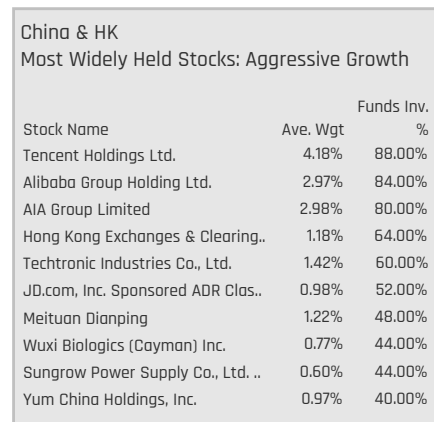 China & HK
Most Widely Held Stocks: Aggressive Growth
Funds Inv.
Stock Name Ave. Wgt %
Tencent Holdings Ltd. 4.18% 88.00%
Alibaba Group Holding Ltd. 2.97% 84.00%
AIA Group Limited 2.98% 80.00%
Hong Kong Exchanges & Clearing.. 1.18% 64.00%
Techtronic Industries Co., Ltd. 1.42% 60.00%
JD.com, Inc. Sponsored ADR Clas.. 0.98% 52.00%
Meituan Dianping 1.22% 48.00%
Wuxi Biologics (Cayman) Inc. 0.77% 44.00%
Sungrow Power Supply Co., Ltd. .. 0.60% 44.00%
Yum China Holdings, Inc. 0.97% 40.00%